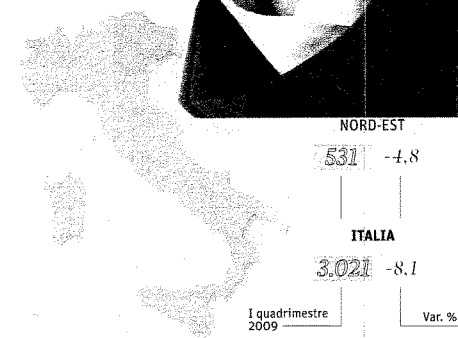 NORD-EST
531 -4,8
ITALIA
3.021 -8,1
I quadrimestre
2009
Var. %